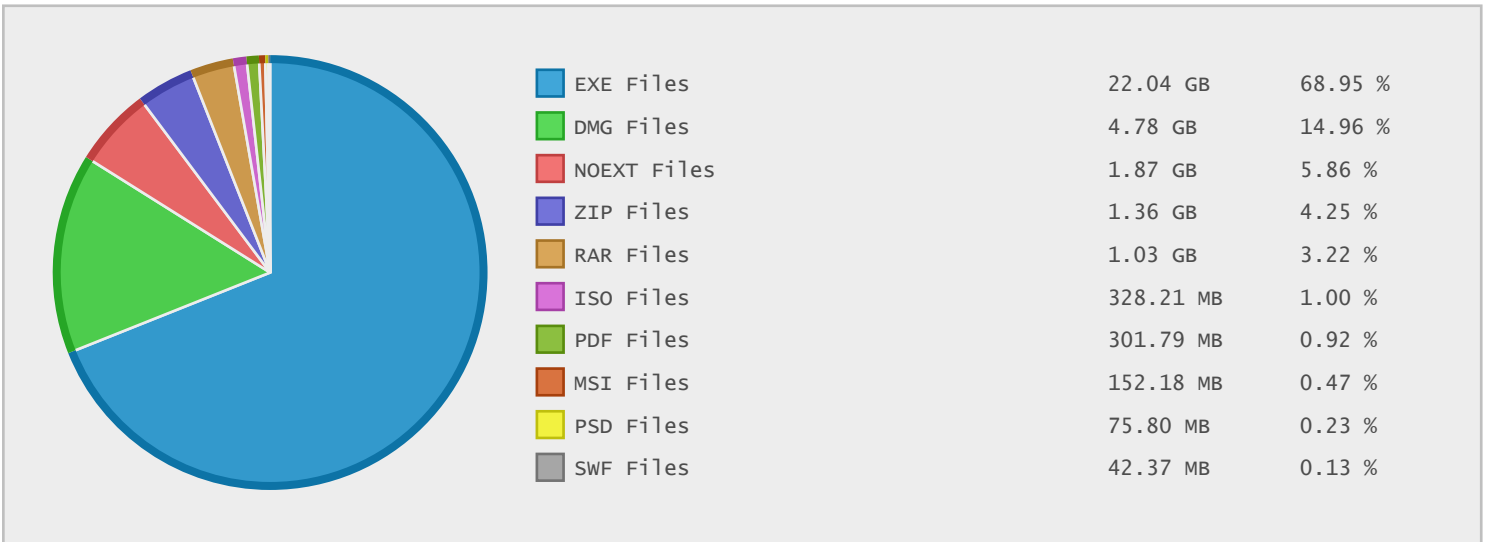 EXE Files 22.04 GB 68.95 %
DMG Files 4.78 GB 14.96 %
NOEXT Files 1.87 GB 5.86 %
ZIP Files 1.36 GB 4.25 %
RAR Files 1.03 GB 3.22 %
ISO Files 328.21 MB 1.00 %
PDF Files 301.79 MB 0.92 %
MSI Files 152.18 MB 0.47 %
PSD Files 75.80 MB 0.23 %
SWF Files 42.37 MB 0.13 %